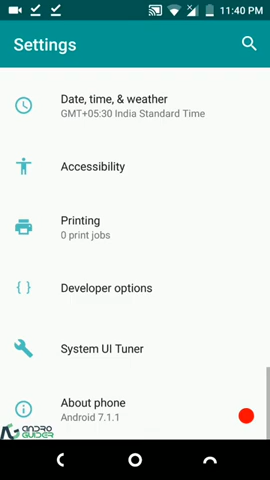 11:40 PM
Settings
Date, time, & weather
GMT+05:30 India Standard Time
Accessibility
Printing
0 print jobs
{ } Developer options
System UI Tuner
About phone
Android 7.1.1
ANDRO
GUIDER